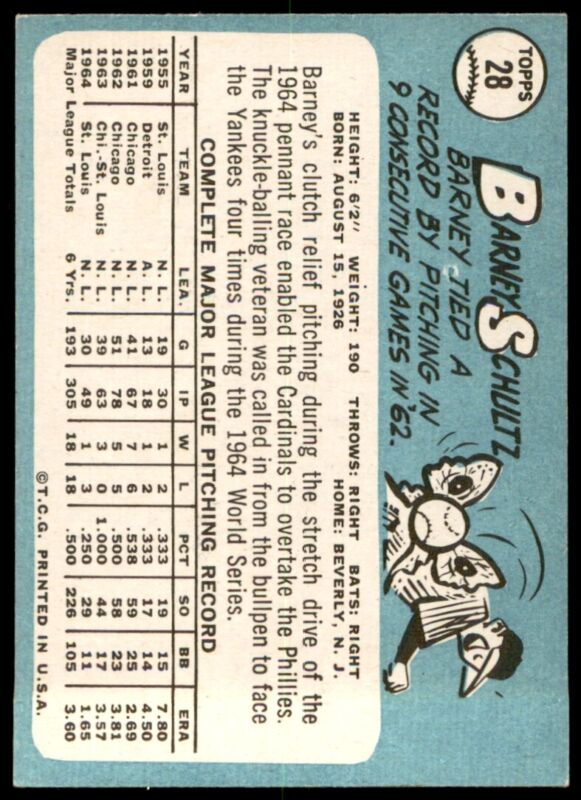 TOPPS
28
BARNEY SCHULTZ
BARNEY TIED A
RECORD BY PITCHING IN
9 CONSECUTIVE GAMES IN '62.
HEIGHT: 6'2" WEIGHT: 190 THROWS: RIGHT BATS: RIGHT
BORN: AUGUST 15, 1926 HOME: BEVERLY, N. J.
Barney's clutch relief pitching during the stretch drive of the
1964 pennant race enabled the Cardinals to overtake the Phillies.
The knuckle-balling veteran was called in from the bullpen to face
the Yankees four times during the 1964 World Series.
COMPLETE MAJOR LEAGUE PITCHING RECORD
YEAR TEAM LEA. G IP W L PCT SO BB ERA
1955 St. Louis N. L. 19 30 1 2 .333 19 15 7.80
1959 Detroit A. L. 13 18 1 2 .333 17 14 4.50
1961 Chicago N. L. 41 67 7 6 .538 59 25 2.69
1962 Chicago N. L. 51 78 5 5 .500 58 23 3.81
1963 Chi.-St. Louis N. L. 39 63 3 0 1.000 44 17 3.57
1964 St. Louis N. L. 30 49 1 3 .250 29 11 1.65
Major League Totals 6 Yrs. 193 305 18 18 .500 226 105 3.60
©T.C.G. PRINTED IN U.S.A.